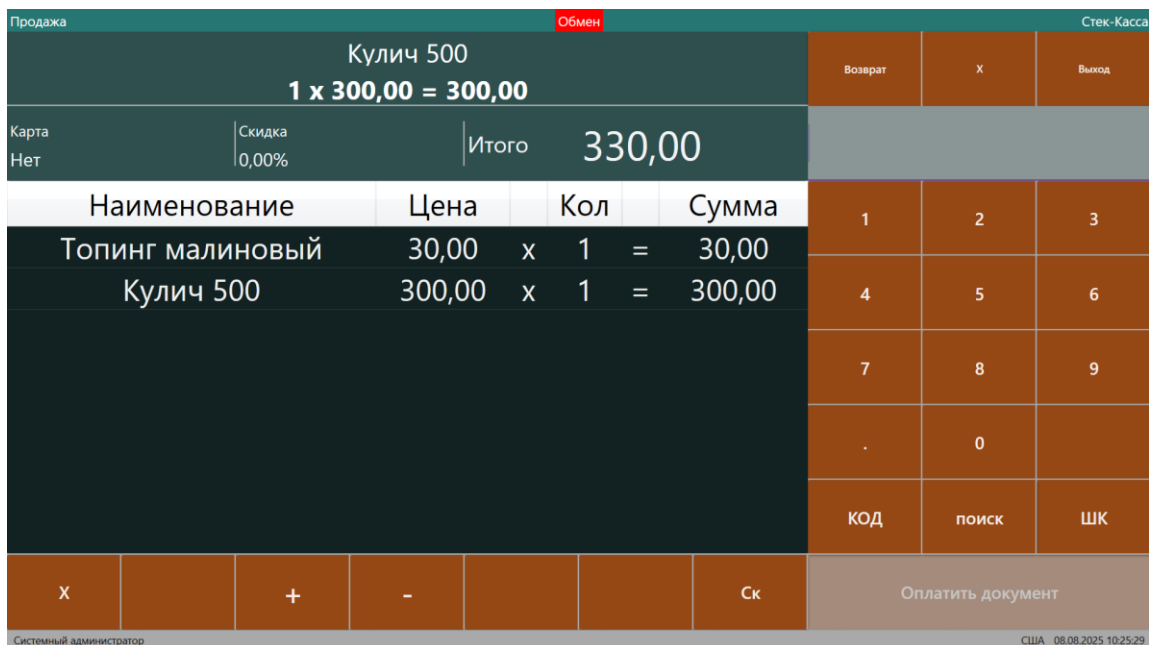 Продажа Обмен Стек-Касса
Кулич 500
1 x 300,00 = 300,00
Возврат X Выход
Карта Скидка Итого 330,00
Нет 0,00%
Наименование Цена Кол Сумма
Топинг малиновый 30,00 x 1 = 30,00
Кулич 500 300,00 x 1 = 300,00
1 2 3
4 5 6
7 8 9
. 0
КОД поиск ШК
X + - Ск Оплатить документ
Системный администратор США 08.08.2025 10:25:29